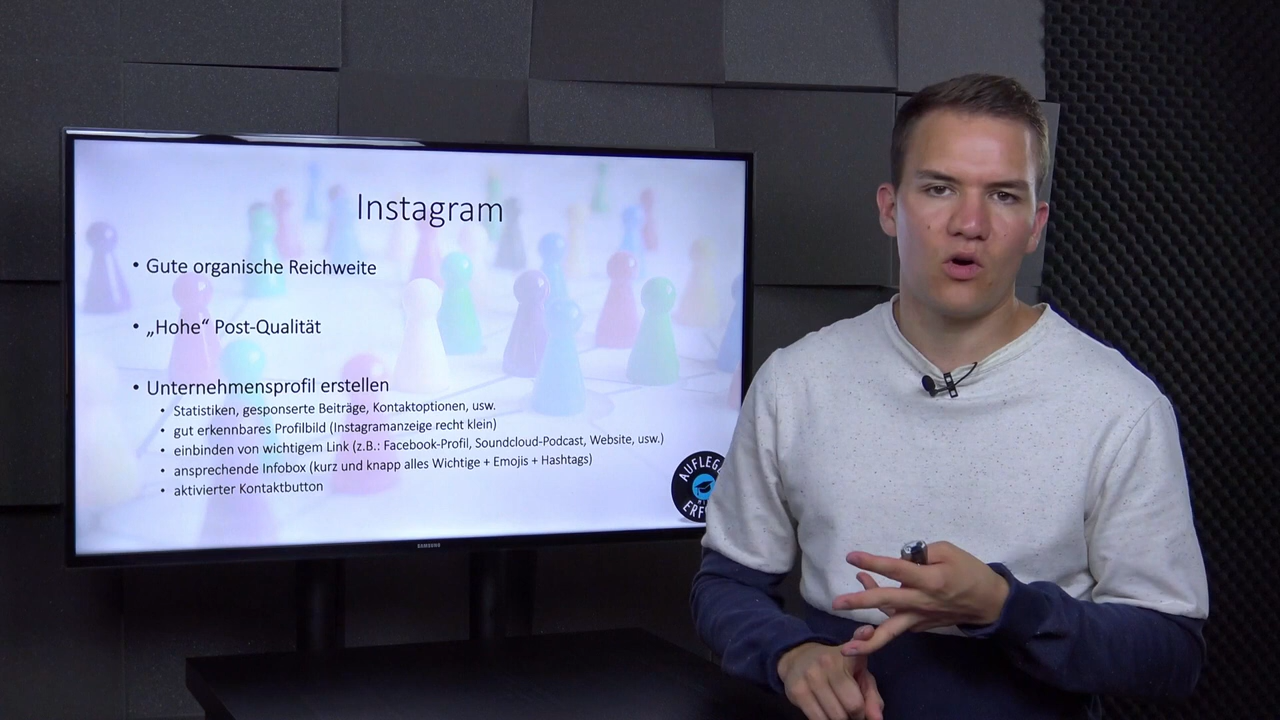 Instagram
• Gute organische Reichweite
• „Hohe“ Post-Qualität
• Unternehmensprofil erstellen
• Statistiken, gesponserte Beiträge, Kontaktoptionen, usw.
• gut erkennbares Profilbild (Instagramanzeige recht klein)
• einbinden von wichtigem Link (z.B.: Facebook-Profil, Soundcloud-Podcast, Website, usw.)
• ansprechende Infobox (kurz und knapp alles Wichtige + Emojis + Hashtags)
• aktivierter Kontaktbutton
SAMSUNG